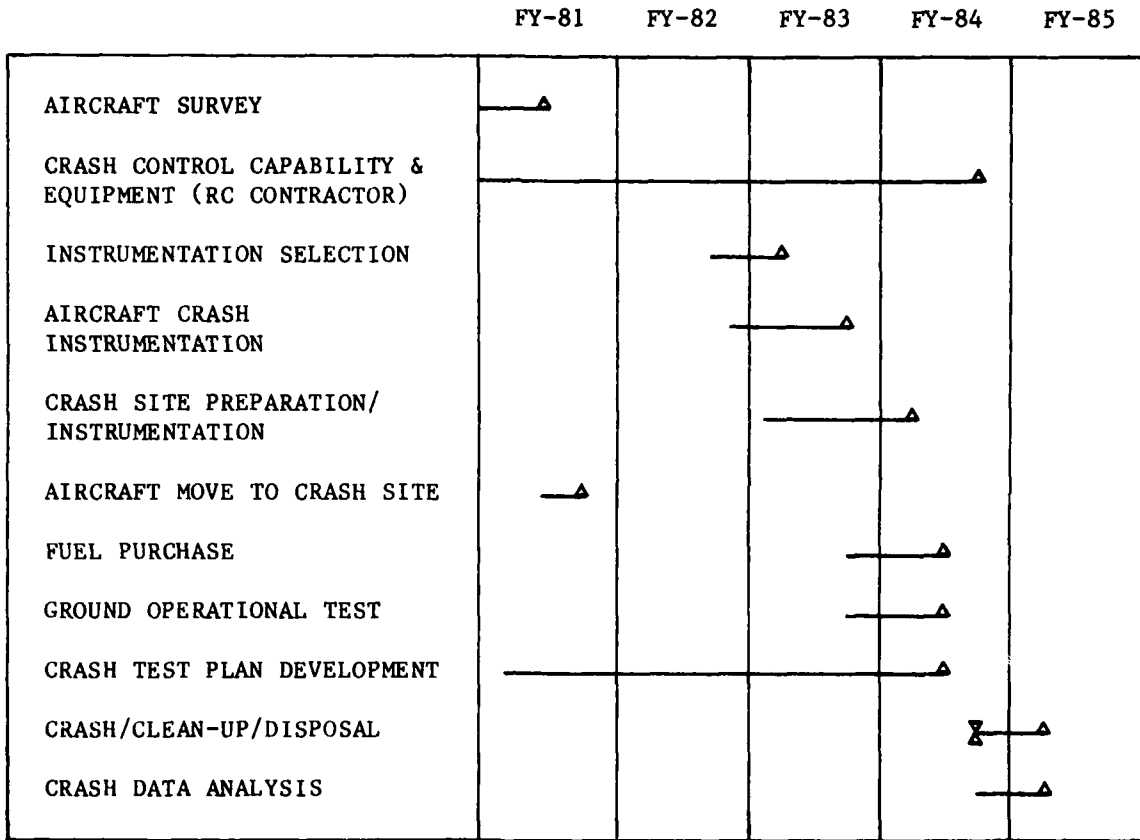 FY-81 FY-82 FY-83 FY-84 FY-85
AIRCRAFT SURVEY
CRASH CONTROL CAPABILITY &
EQUIPMENT (RC CONTRACTOR)
INSTRUMENTATION SELECTION
AIRCRAFT CRASH
INSTRUMENTATION
CRASH SITE PREPARATION/
INSTRUMENTATION
AIRCRAFT MOVE TO CRASH SITE
FUEL PURCHASE
GROUND OPERATIONAL TEST
CRASH TEST PLAN DEVELOPMENT
CRASH/CLEAN-UP/DISPOSAL
CRASH DATA ANALYSIS